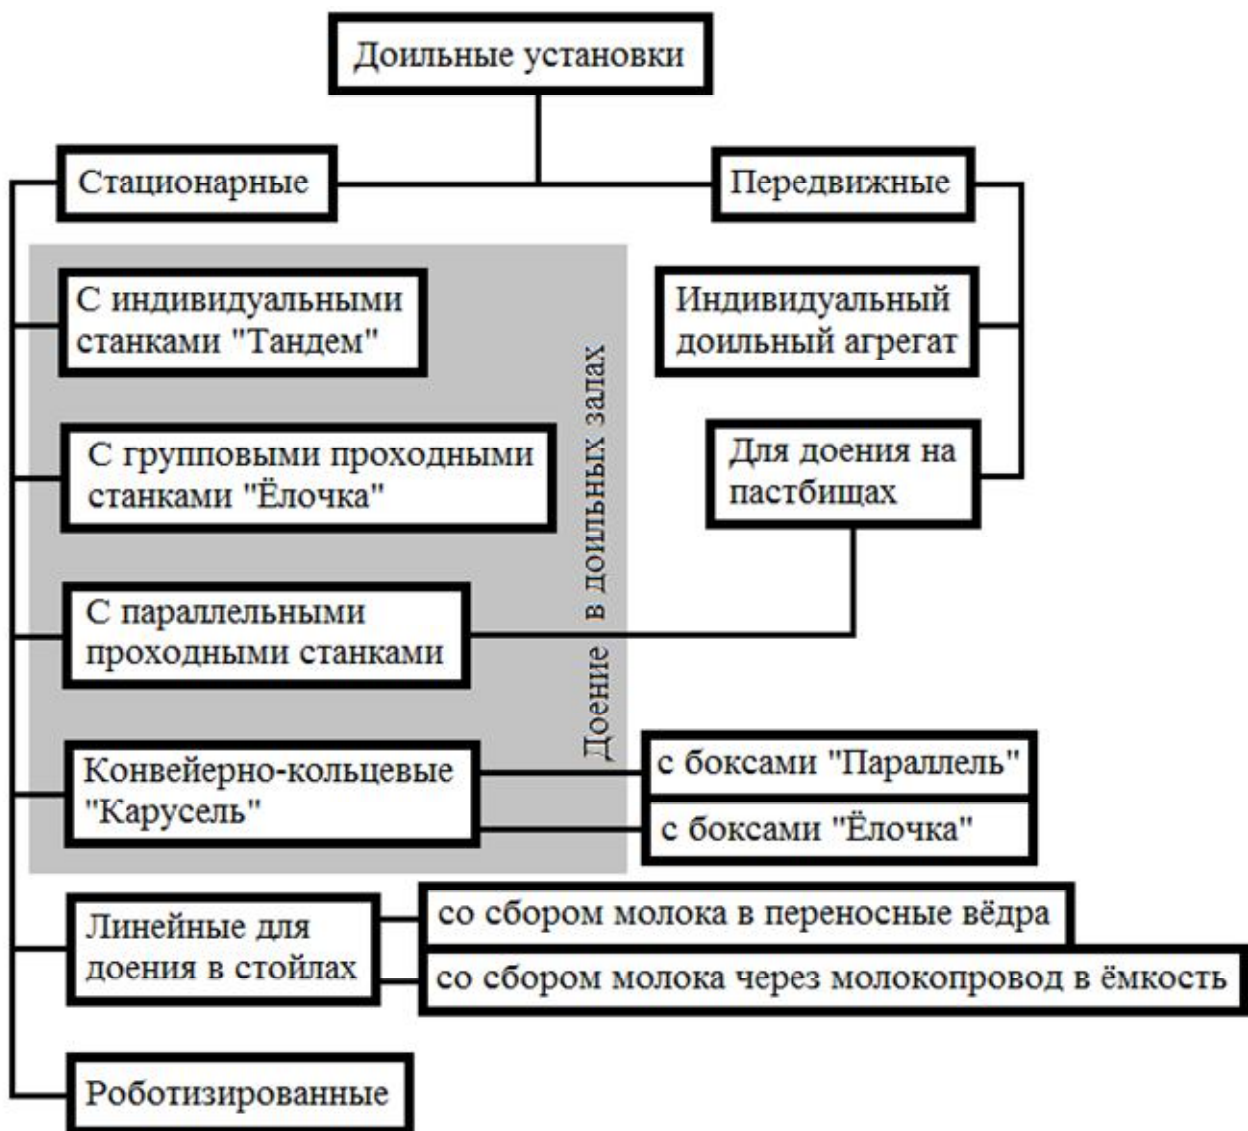 Доильные установки
Стационарные
Передвижные
С индивидуальными
станками "Тандем"
Индивидуальный
доильный агрегат
С групповыми проходными
станками "Ёлочка"
Для доения на
пастбищах
С параллельными
проходными станками
Доение в доильных залах
Конвейерно-кольцевые
"Карусель"
с боксами "Параллель"
с боксами "Ёлочка"
Линейные для
доения в стойлах
со сбором молока в переносные вёдра
со сбором молока через молокопровод в ёмкость
Роботизированные